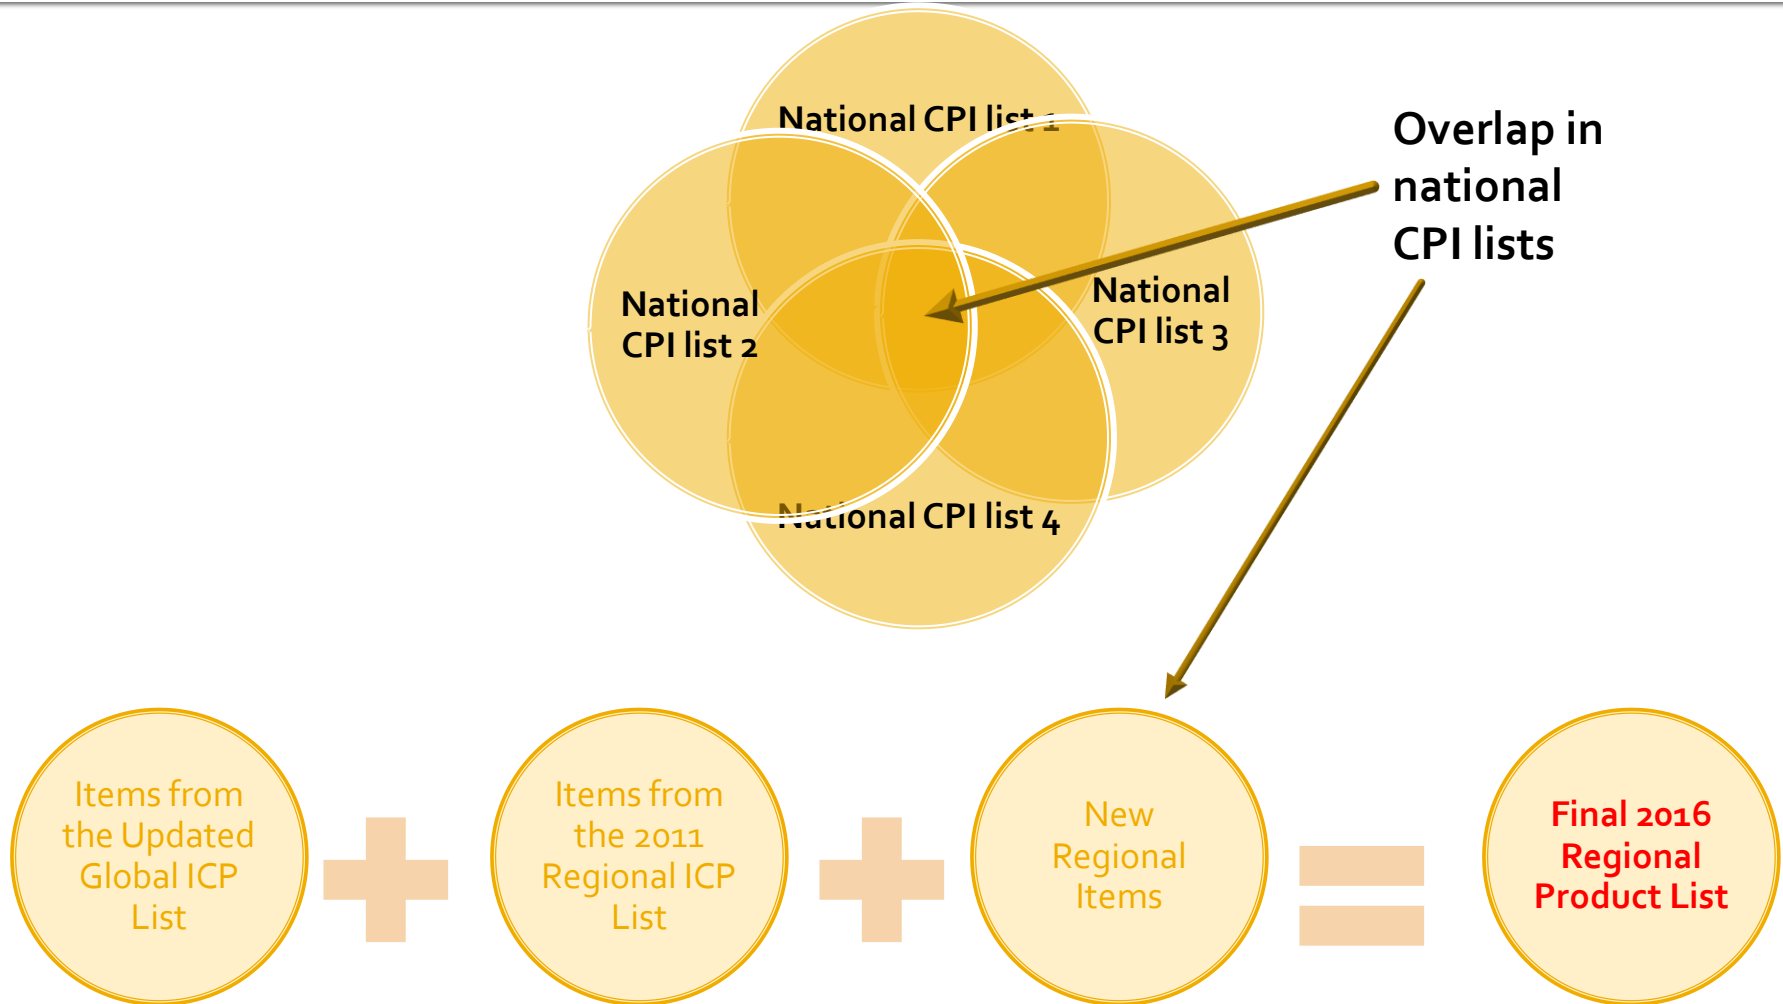 National CPI list 1
Overlap in
national
CPI lists
National
CPI list 2
National
CPI list 3
National CPI list 4
Items from
the Updated
Global ICP
List
Items from
the 2011
Regional ICP
List
New
Regional
Items
Final 2016
Regional
Product List